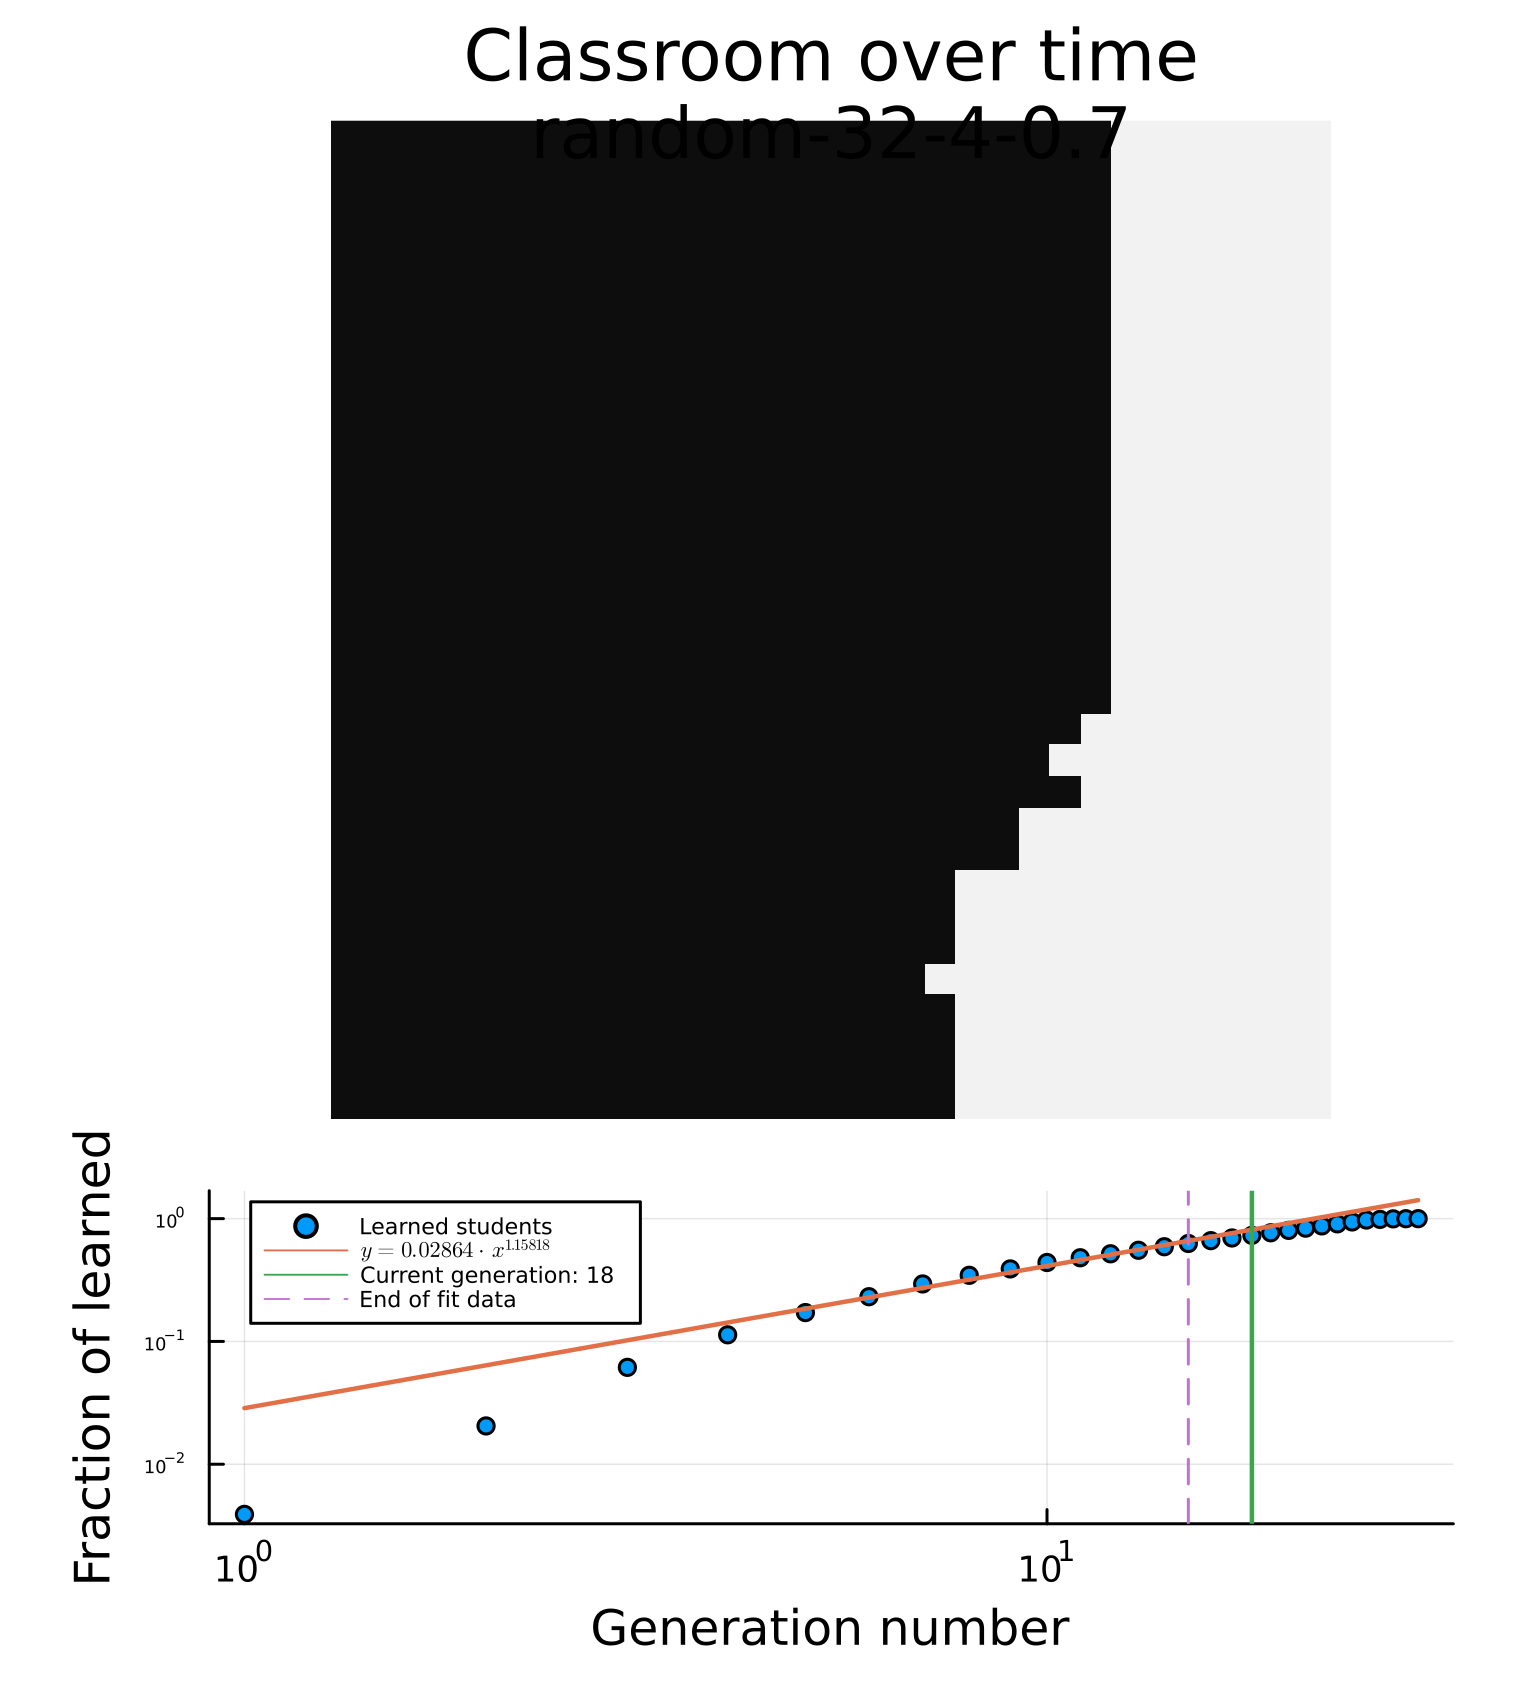 Classroom over time
random-32-4-0.7
Fraction of learned
10^0
10^-1
10^-2
Learned students
y = 0.02864 · x^1.15818
Current generation: 18
End of fit data
10^0
10^1
Generation number